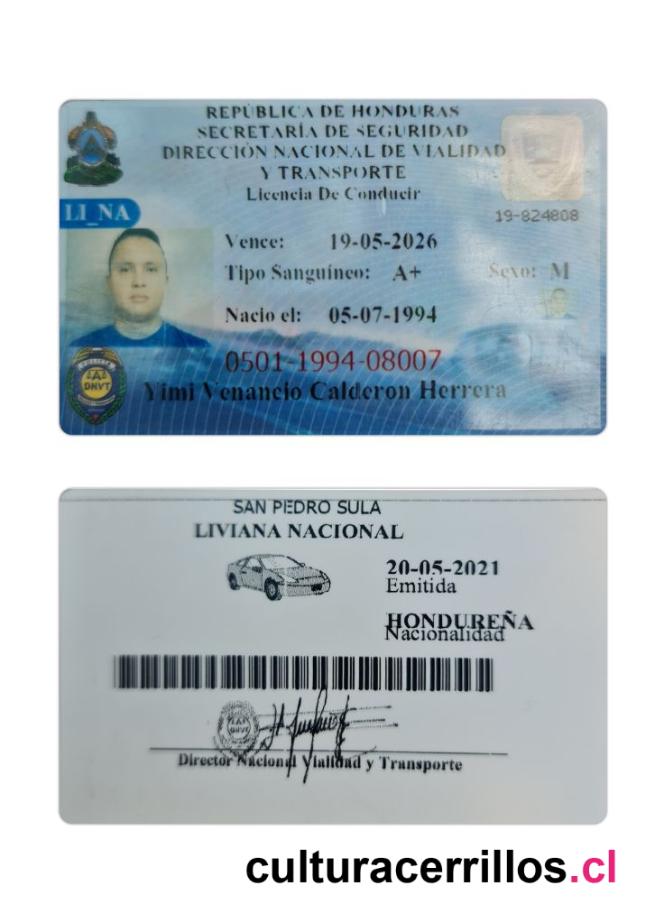 REPÚBLICA DE HONDURAS
SECRETARÍA DE SEGURIDAD
DIRECCIÓN NACIONAL DE VIALIDAD
Y TRANSPORTE
Licencia De Conducir
19-824808
LI_NA
Vence: 19-05-2026
Tipo Sanguíneo: A+ Sexo: M
Nacio el: 05-07-1994
0501-1994-08007
DNVT
Yimi Venancio Calderon Herrera
SAN PEDRO SULA
LIVIANA NACIONAL
20-05-2021
Emitida
HONDUREÑA
Nacionalidad
DNVT
Director Nacional Vialidad y Transporte
culturacerrillos.cl